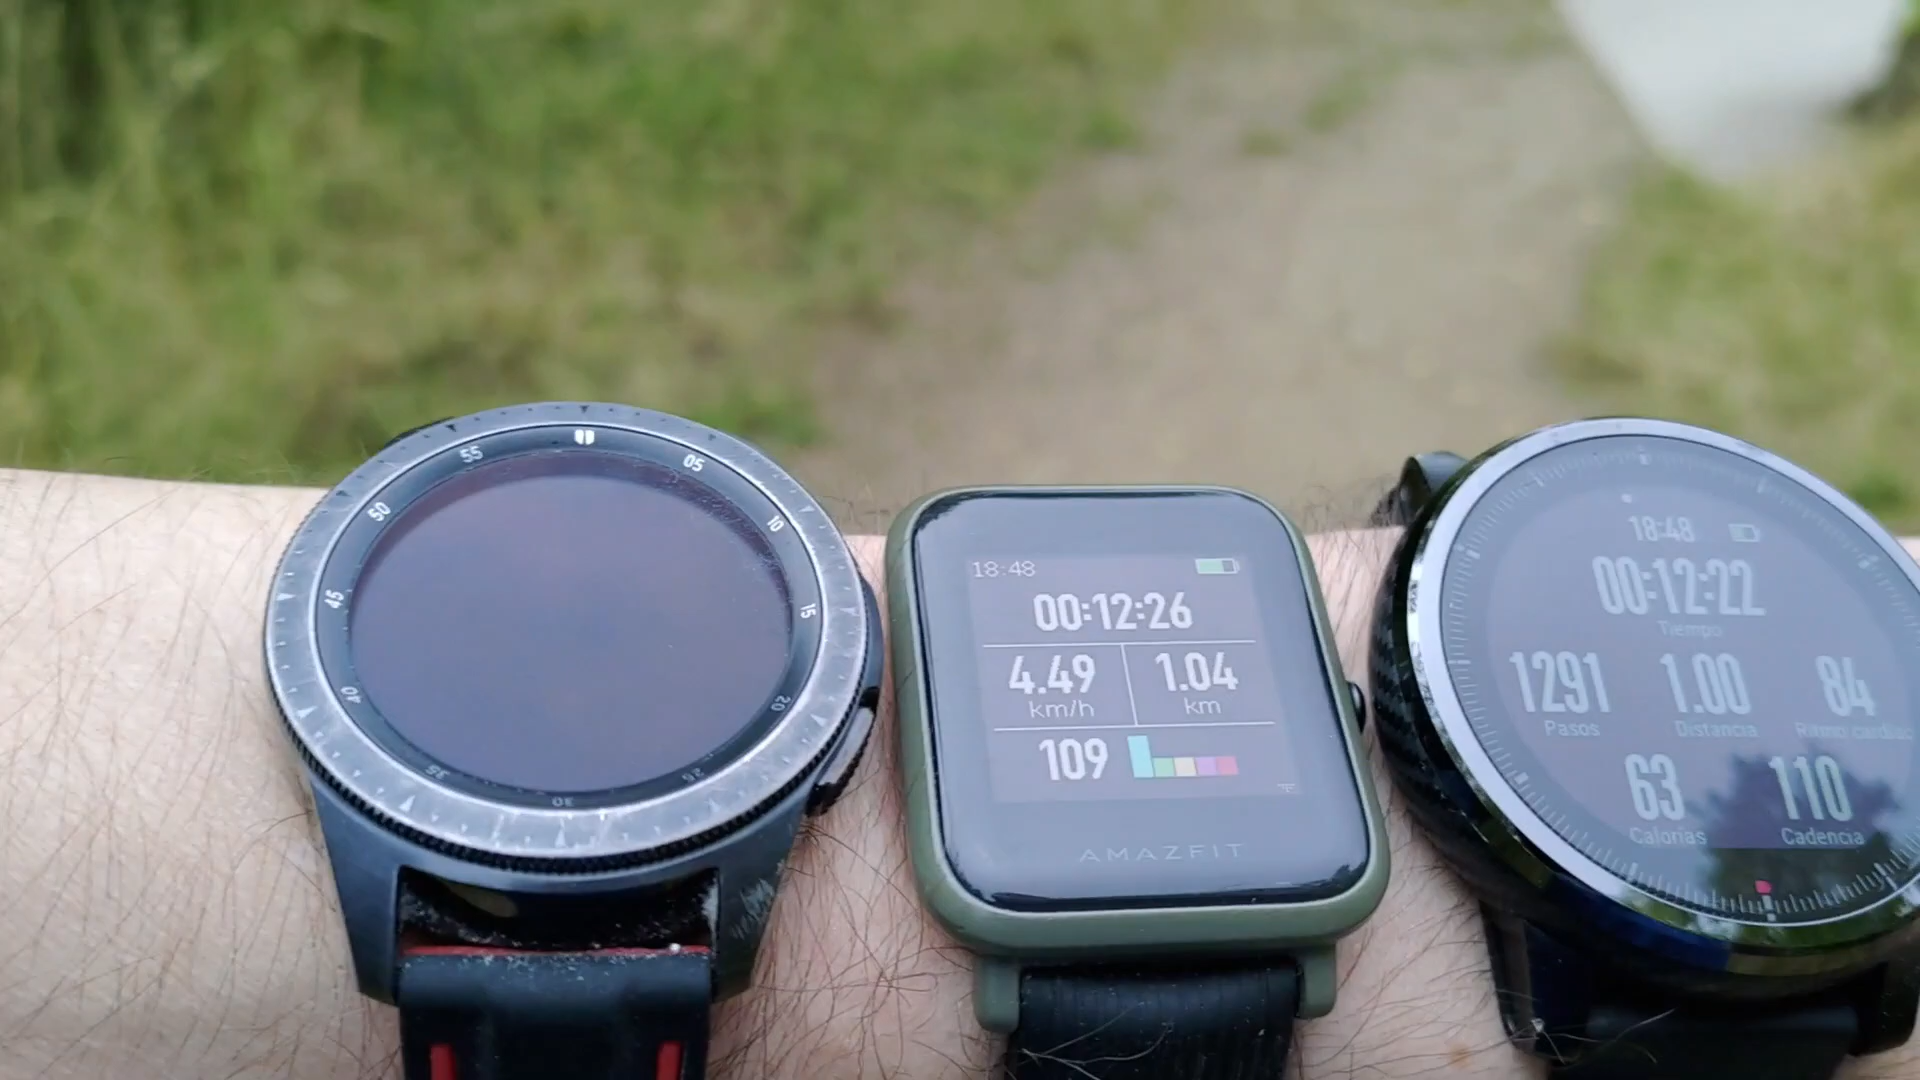 55
05
50
10
45
15
40
20
35
25
30
18:48
00:12:26
4.49
1.04
km/h
km
109
AMAZFIT
18:48
00:12:22
Tiempo
1291
1.00
84
Pasos
Distancia
Ritmo cardíac
63
110
Calorías
Cadencia